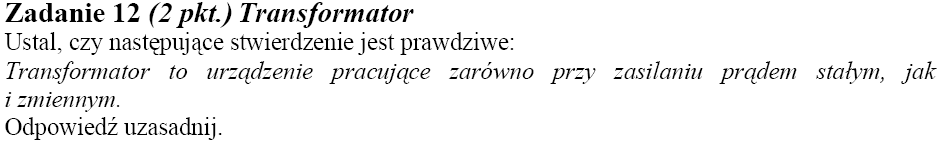 Zadanie 12 (2 pkt.) Transformator
Ustal, czy następujące stwierdzenie jest prawdziwe:
Transformator to urządzenie pracujące zarówno przy zasilaniu prądem stałym, jak
i zmiennym.
Odpowiedź uzasadnij.